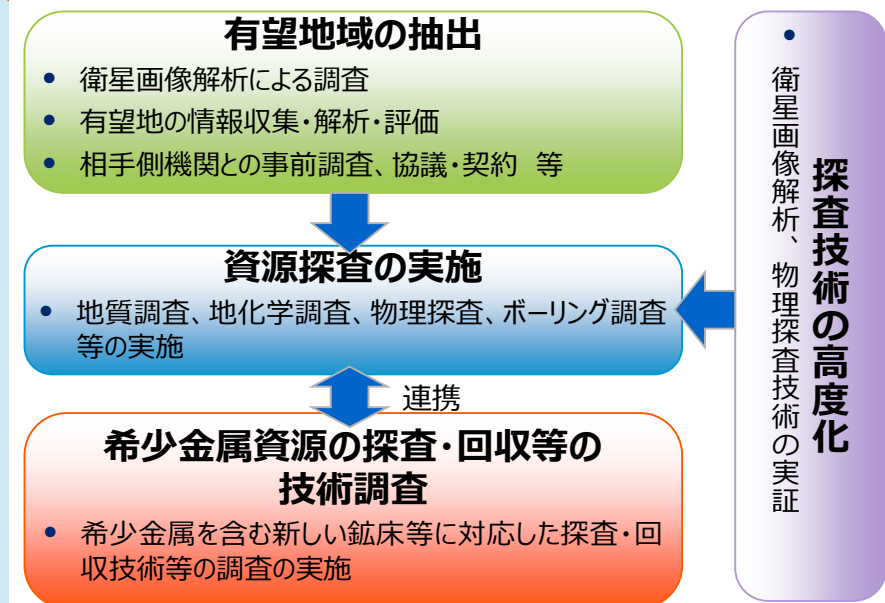 有望地域の抽出
• 衛星画像解析による調査
• 有望地の情報収集・解析・評価
• 相手側機関との事前調査、協議・契約 等
資源探査の実施
• 地質調査、地化学調査、物理探査、ボーリング調査
等の実施
連携
希少金属資源の探査・回収等の
技術調査
• 希少金属を含む新しい鉱床等に対応した探査・回
収技術等の調査の実施
探査技術の高度化
• 衛星画像解析、物理探査技術の実証